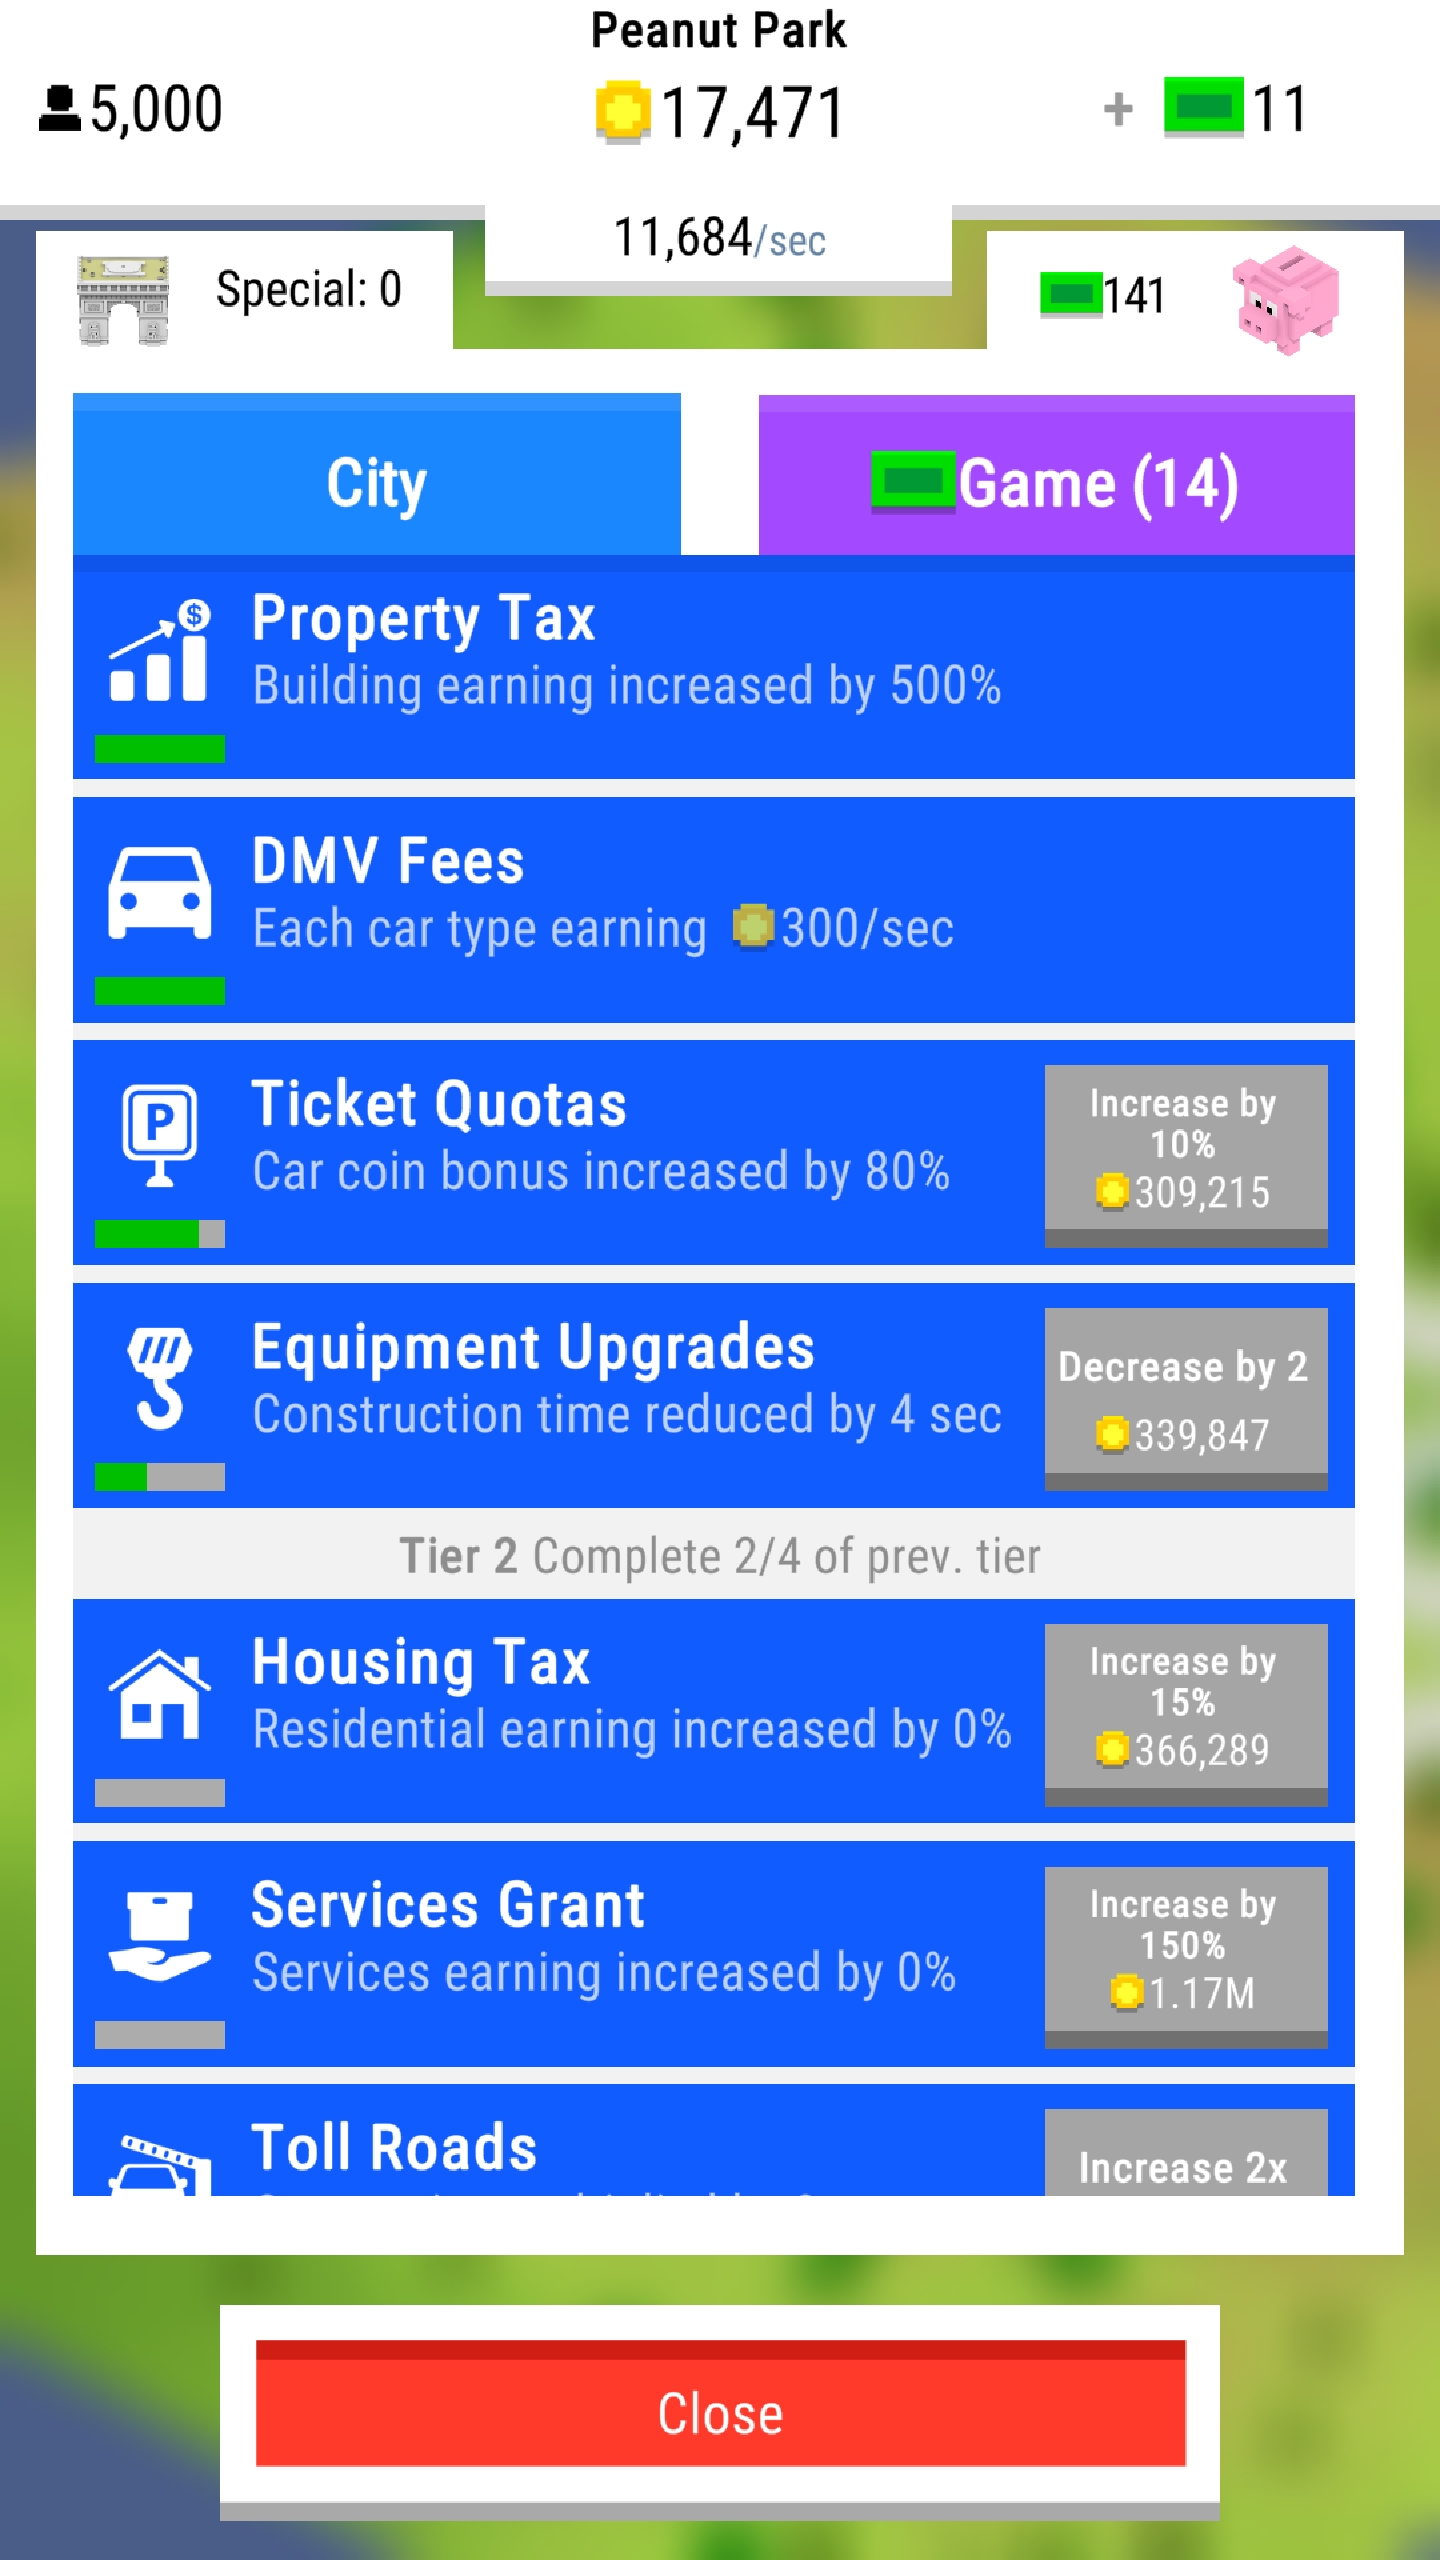 Peanut Park
5,000
17,471
+ 11
11,684/sec
Special: 0
141
City
Game (14)
$
Property Tax
Building earning increased by 500%
DMV Fees
Each car type earning 300/sec
P
Ticket Quotas
Car coin bonus increased by 80%
Increase by
10%
309,215
Equipment Upgrades
Construction time reduced by 4 sec
Decrease by 2
339,847
Tier 2 Complete 2/4 of prev. tier
Housing Tax
Residential earning increased by 0%
Increase by
15%
366,289
Services Grant
Services earning increased by 0%
Increase by
150%
1.17M
Toll Roads
Increase 2x
Close